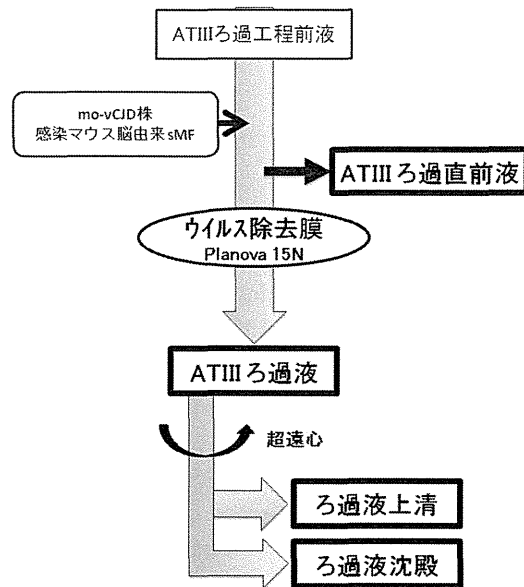 ATIIIろ過工程前液
mo-vCJD株
感染マウス脳由来sMF
ATIIIろ過直前液
ウイルス除去膜
Planova 15N
ATIIIろ過液
超遠心
ろ過液上清
ろ過液沈殿